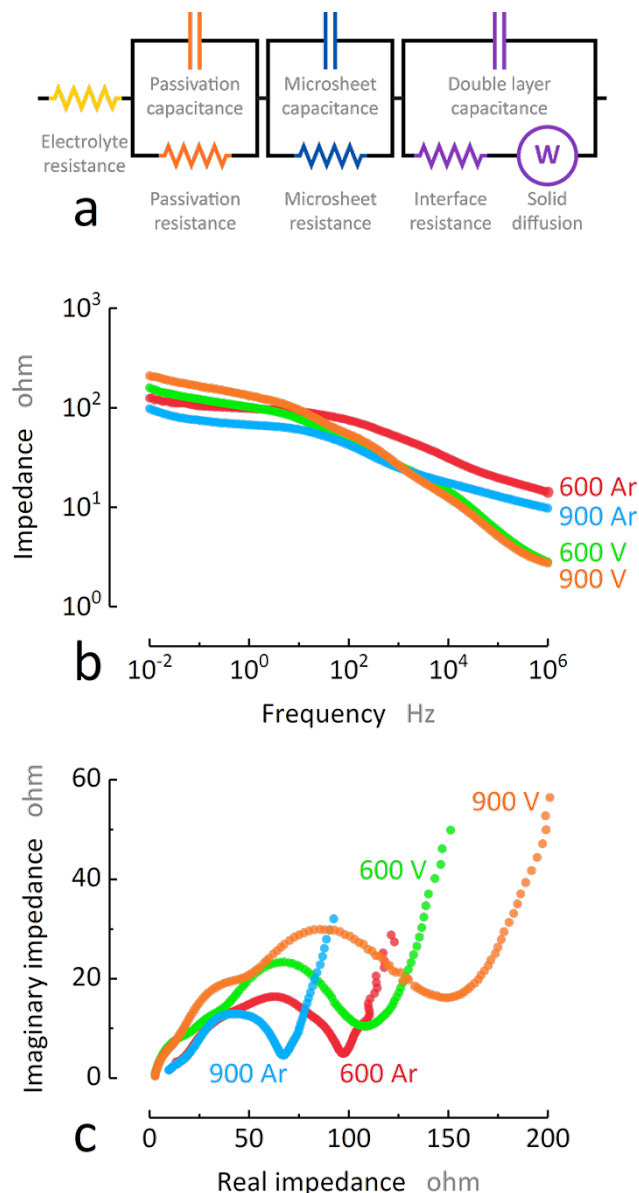 Passivation capacitance
Microsheet capacitance
Double layer capacitance
Electrolyte resistance
W
Passivation resistance
Microsheet resistance
Interface resistance
Solid diffusion
a
Impedance ohm
10³
10²
10¹
10⁰
600 Ar
900 Ar
600 V
900 V
10⁻² 10⁰ 10² 10⁴ 10⁶
b
Frequency Hz
Imaginary impedance ohm
60
40
20
0
900 V
600 V
900 Ar
600 Ar
0 50 100 150 200
c
Real impedance ohm